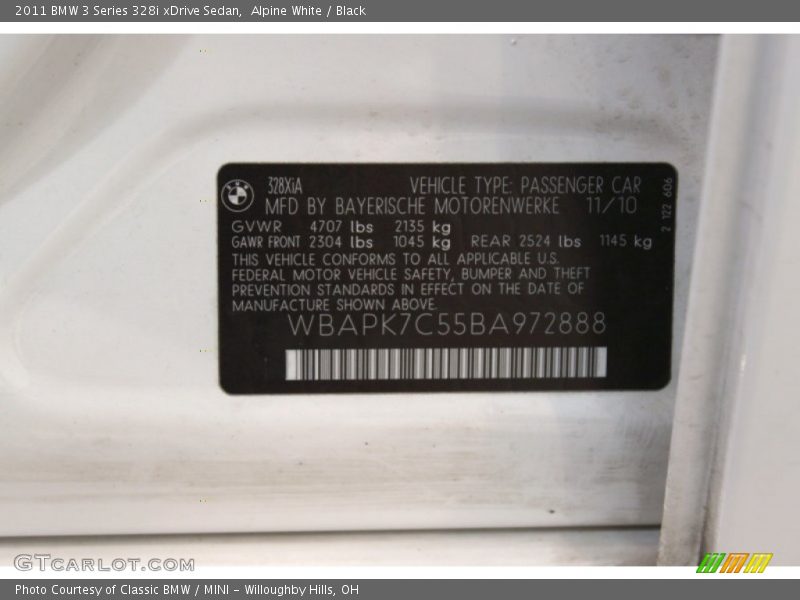 2011 BMW 3 Series 328i xDrive Sedan,  Alpine White / Black
328XiA VEHICLE TYPE: PASSENGER CAR
MFD BY BAYERISCHE MOTORENWERKE 11/10
GVWR 4707 lbs 2135 kg
GAWR FRONT 2304 lbs 1045 kg REAR 2524 lbs 1145 kg
THIS VEHICLE CONFORMS TO ALL APPLICABLE U.S.
FEDERAL MOTOR VEHICLE SAFETY, BUMPER AND THEFT
PREVENTION STANDARDS IN EFFECT ON THE DATE OF
MANUFACTURE SHOWN ABOVE.
WBAPK7C55BA972888
2 122 606
GTCARLOT.COM
Photo Courtesy of Classic BMW / MINI - Willoughby Hills, OH